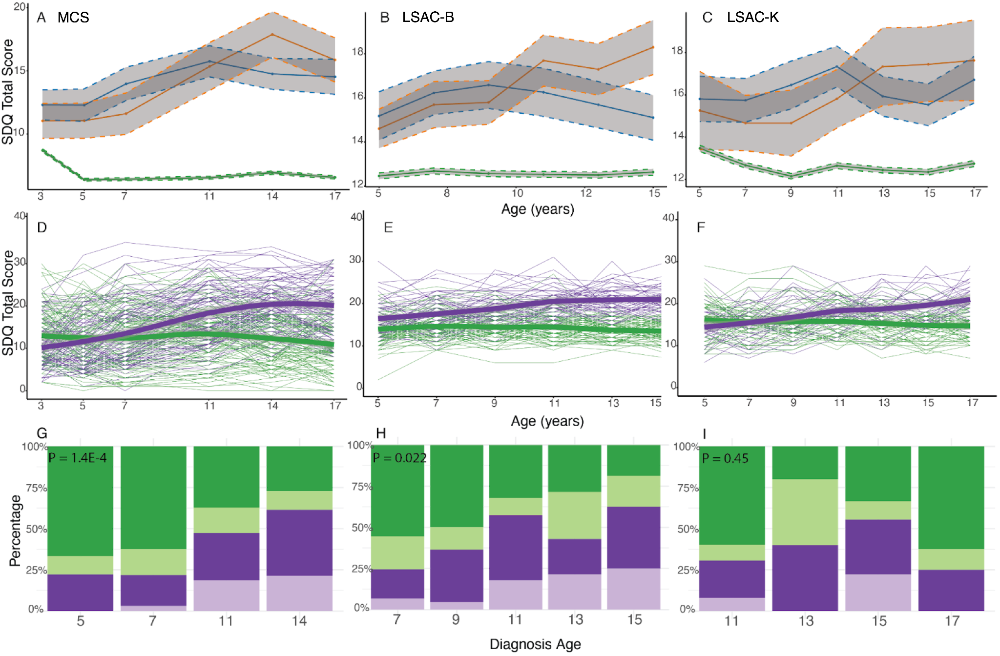 A MCS
B LSAC-B
C LSAC-K
SDQ Total Score
20
15
10
3 5 7 11 14 17
18
16
14
12
5 8 10 12 15
18
16
14
12
5 7 9 11 13 15 17
Age (years)
D
E
F
SDQ Total Score
40
30
20
10
0
3 5 7 11 14 17
40
30
20
10
0
5 7 9 11 13 15
40
30
20
10
0
5 7 9 11 13 15 17
Age (years)
G
H
I
Percentage
100%
P = 1.4E-4
75%
50%
25%
0%
5 7 11 14
100%
P = 0.022
75%
50%
25%
0%
7 9 11 13 15
100%
P = 0.45
75%
50%
25%
0%
11 13 15 17
Diagnosis Age